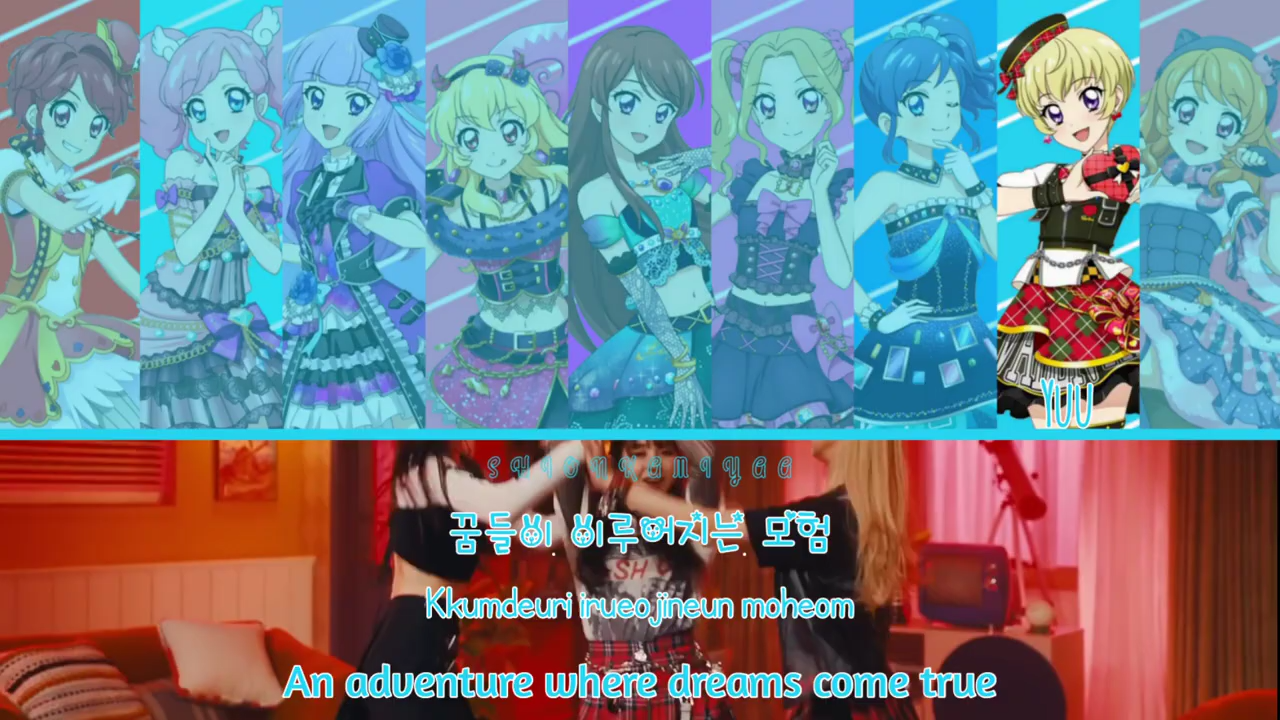 YUU
SHIONKAMIYAA
꿈들이 이루어지는 모험
Kkumdeuri irueojineun moheom
An adventure where dreams come true